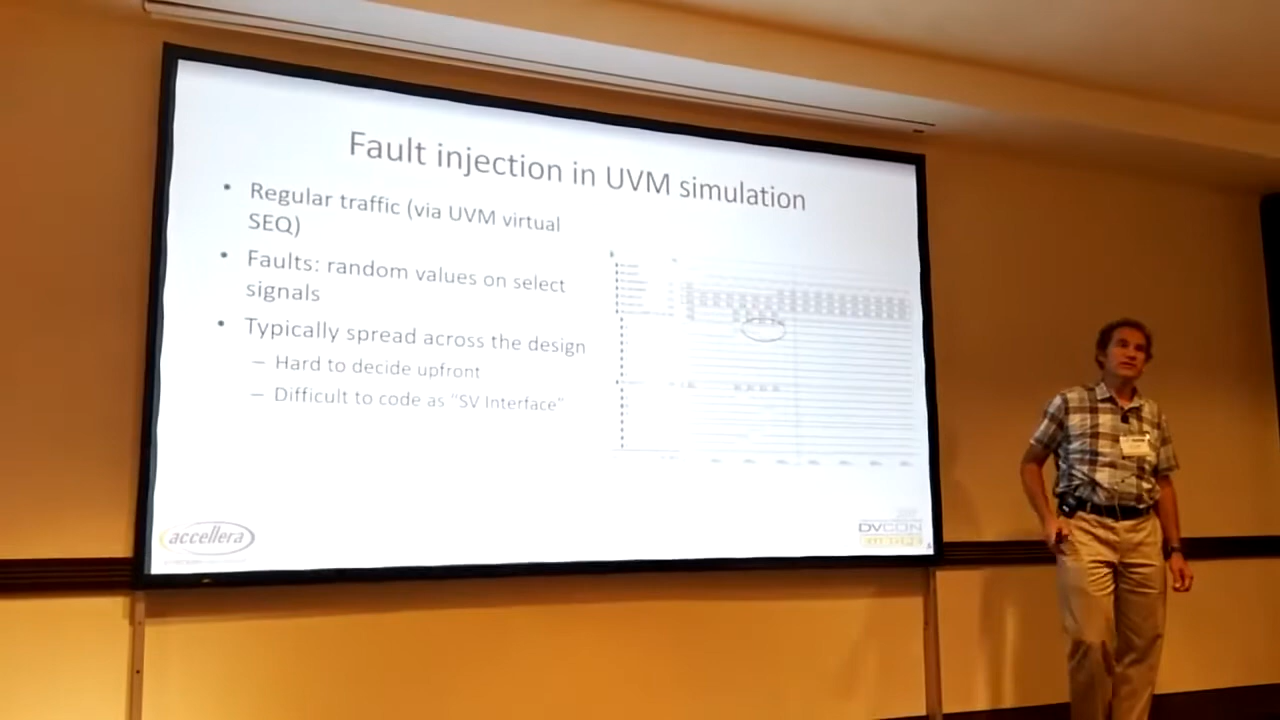 Fault injection in UVM simulation
• Regular traffic (via UVM virtual
SEQ)
• Faults: random values on select
signals
• Typically spread across the design
– Hard to decide upfront
– Difficult to code as "SV Interface"
accellera
DVCON